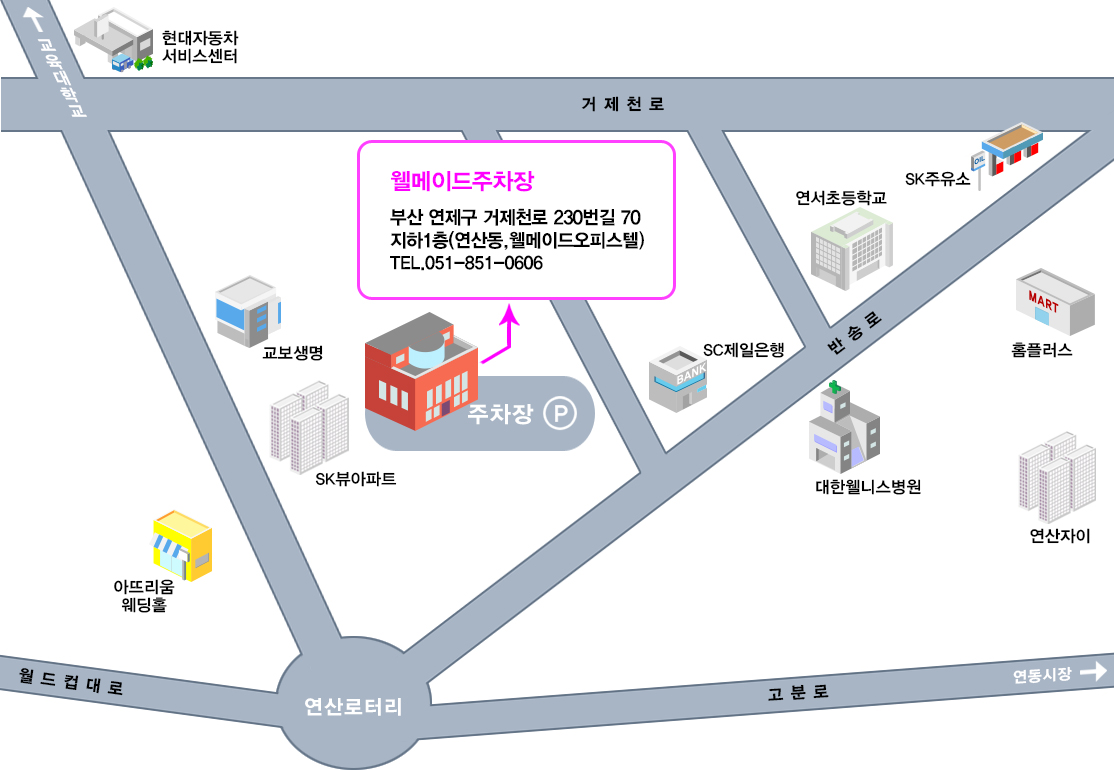 교육대학교
현대자동차
서비스센터
거제천로
웰메이드주차장
부산 연제구 거제천로 230번길 70
지하1층(연산동,웰메이드오피스텔)
TEL.051-851-0606
OIL
SK주유소
연서초등학교
MART
홈플러스
반송로
교보생명
SC제일은행
BANK
주차장 P
SK뷰아파트
대한웰니스병원
연산자이
아뜨리움
웨딩홀
월드컵대로
연산로터리
고분로
연동시장